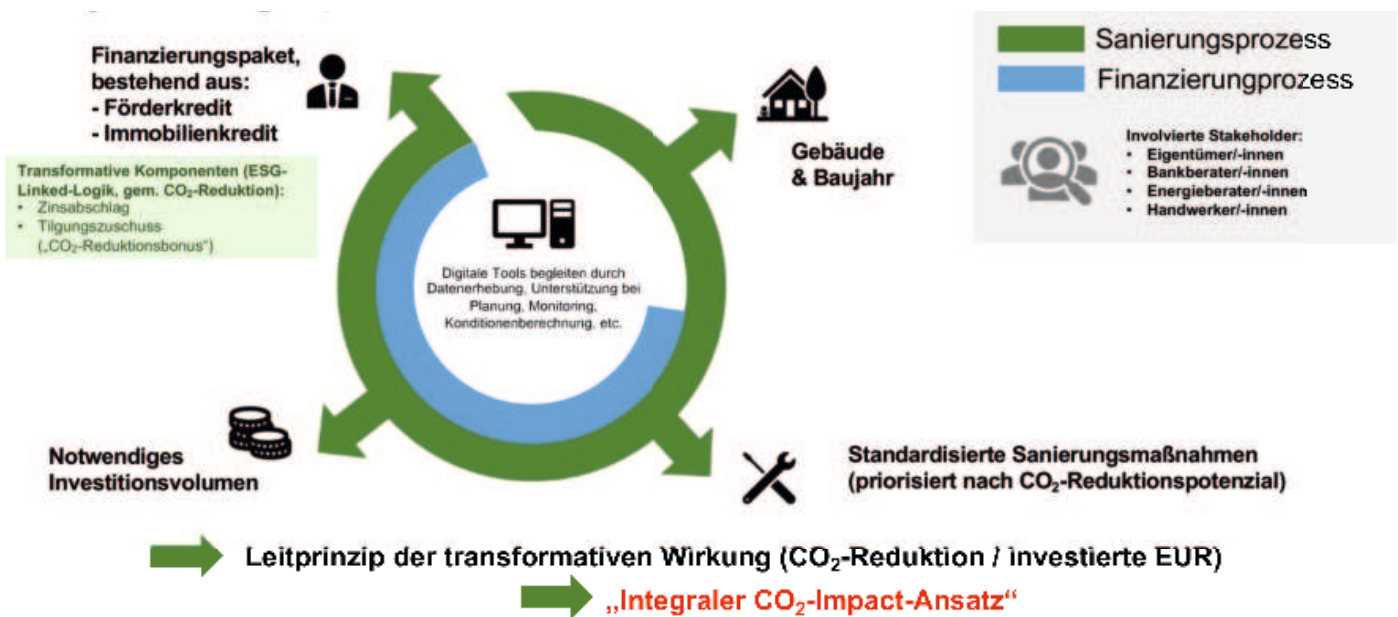 Finanzierungspaket,
bestehend aus:
- Förderkredit
- Immobilienkredit
Transformative Komponenten (ESG-
Linked-Logik, gem. CO₂-Reduktion):
• Zinsabschlag
• Tilgungszuschuss
(„CO₂-Reduktionsbonus“)
Gebäude
& Baujahr
Sanierungsprozess
Finanzierungprozess
Involvierte Stakeholder:
• Eigentümer/-innen
• Bankberater/-innen
• Energieberater/-innen
• Handwerker/-innen
Digitale Tools begleiten durch
Datenerhebung, Unterstützung bei
Planung, Monitoring,
Konditionenberechnung, etc.
Notwendiges
Investitionsvolumen
Standardisierte Sanierungsmaßnahmen
(priorisiert nach CO₂-Reduktionspotenzial)
Leitprinzip der transformativen Wirkung (CO₂-Reduktion / investierte EUR)
„Integraler CO₂-Impact-Ansatz“